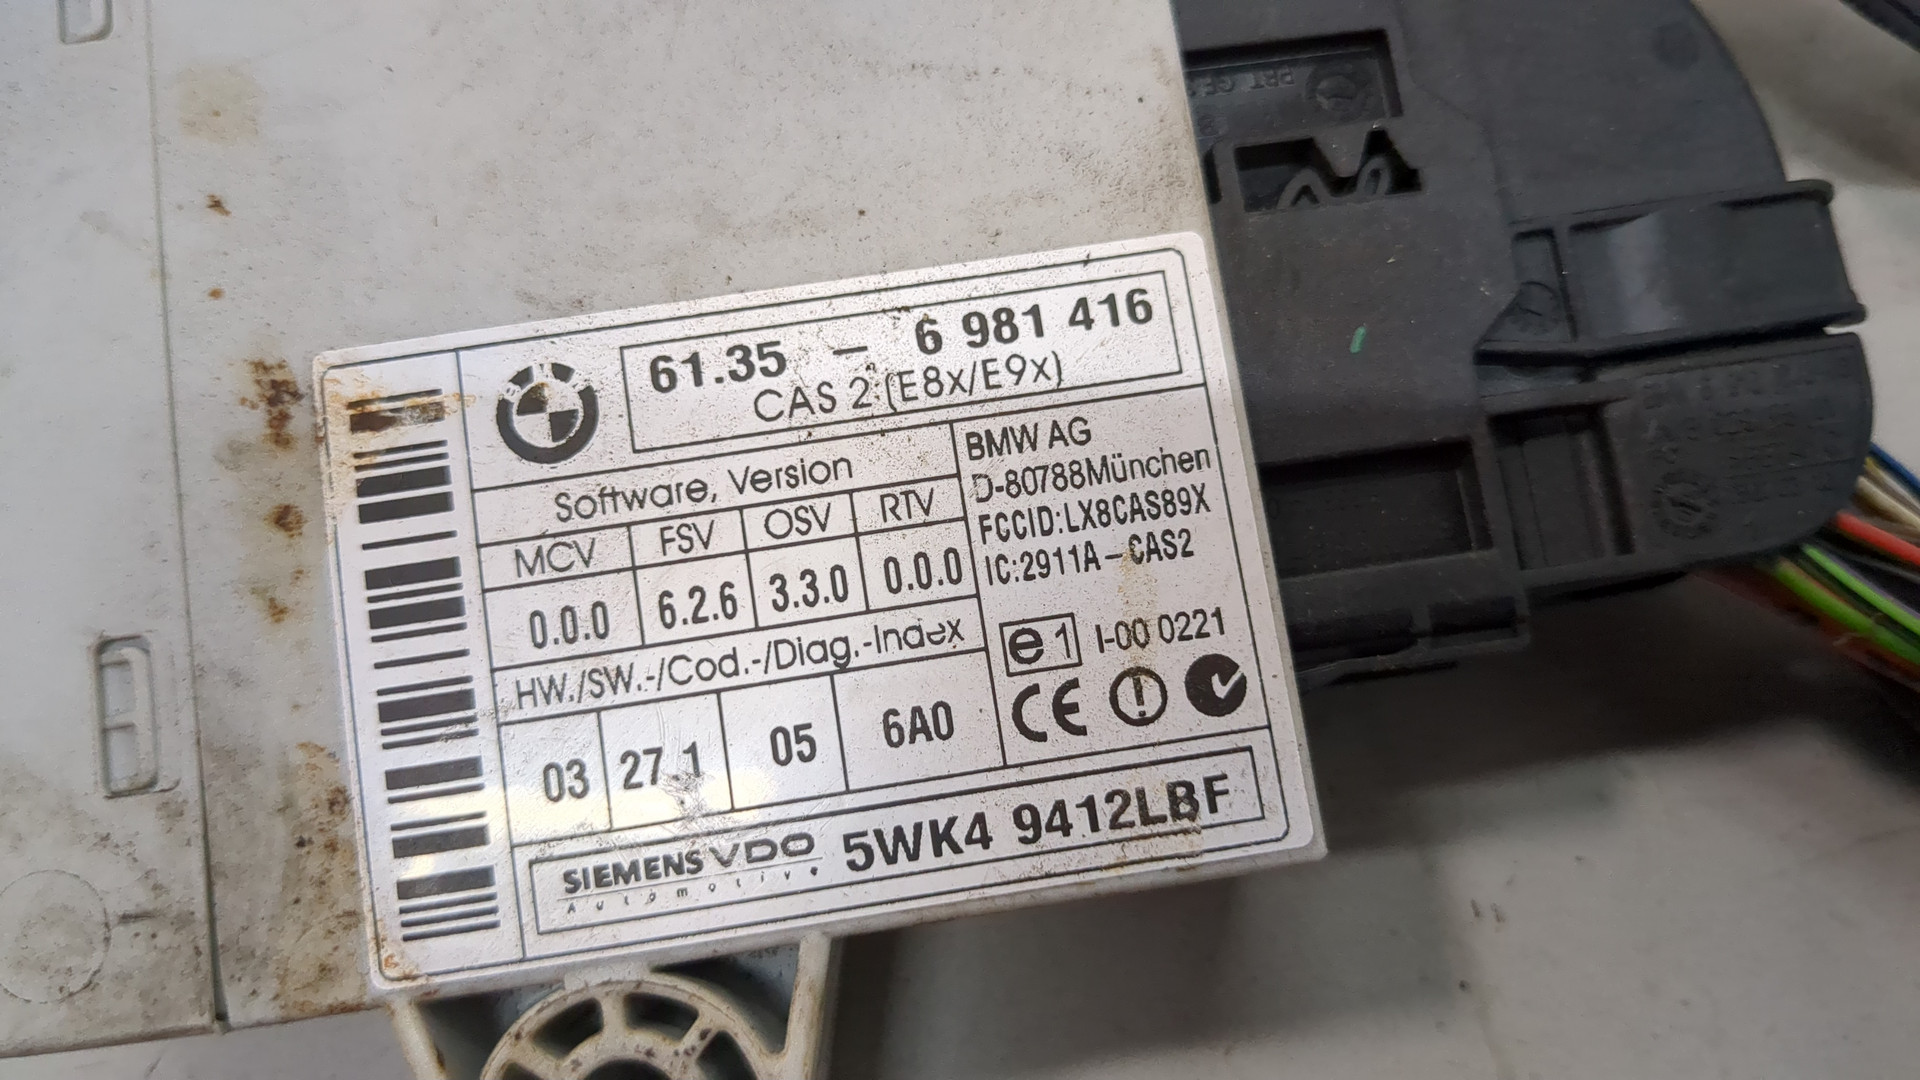 61.35 – 6 981 416
CAS 2 (E8x/E9x)
Software, Version
MCV FSV OSV RTV
0.0.0 6.2.6 3.3.0 0.0.0
HW./SW.-/Cod.-/Diag.-Index
03 27.1 05 6A0
BMW AG
D-80788München
FCCID:LX8CAS89X
IC:2911A–CAS2
e1 I-00 0221
CE
SIEMENS VDO
Automotive
5WK4 9412LBF